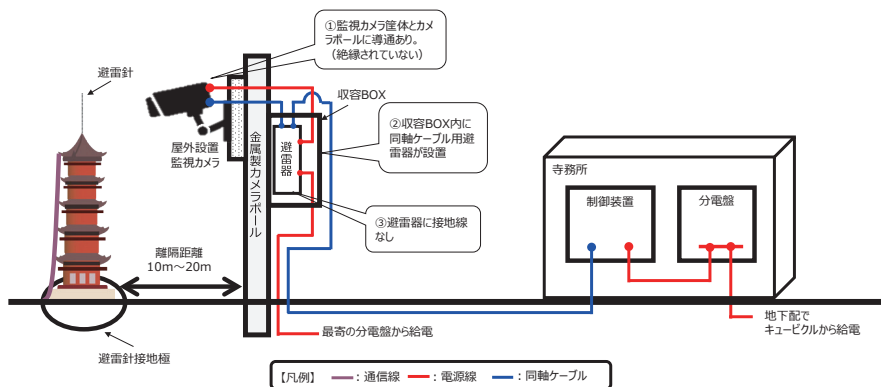 ①監視カメラ筐体とカメ
ラポールに導通あり。
（絶縁されていない）
避雷針
収容BOX
②収容BOX内に
同軸ケーブル用避
雷器が設置
屋外設置
監視カメラ
避雷器
金属製カメラポール
③避雷器に接地線
なし
寺務所
制御装置
分電盤
離隔距離
10m～20m
最寄の分電盤から給電
地下配で
キュービクルから給電
避雷針接地極
【凡例】 ー：通信線 ー：電源線 ー：同軸ケーブル